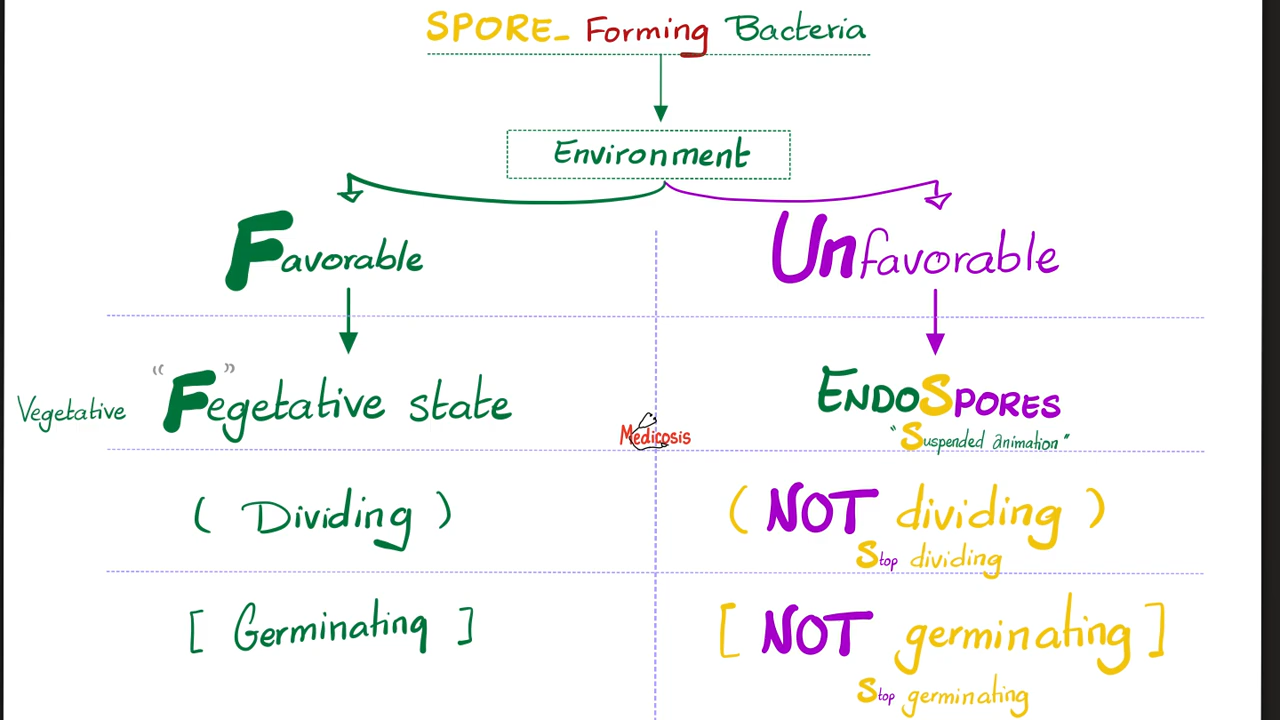 SPORE_ Forming Bacteria
Environment
Favorable
Unfavorable
Vegetative "Fegetative state
ENDOSPORES
"Suspended animation"
Medicosis
( Dividing )
( NOT dividing )
Stop dividing
[ Germinating ]
[ NOT germinating ]
Stop germinating